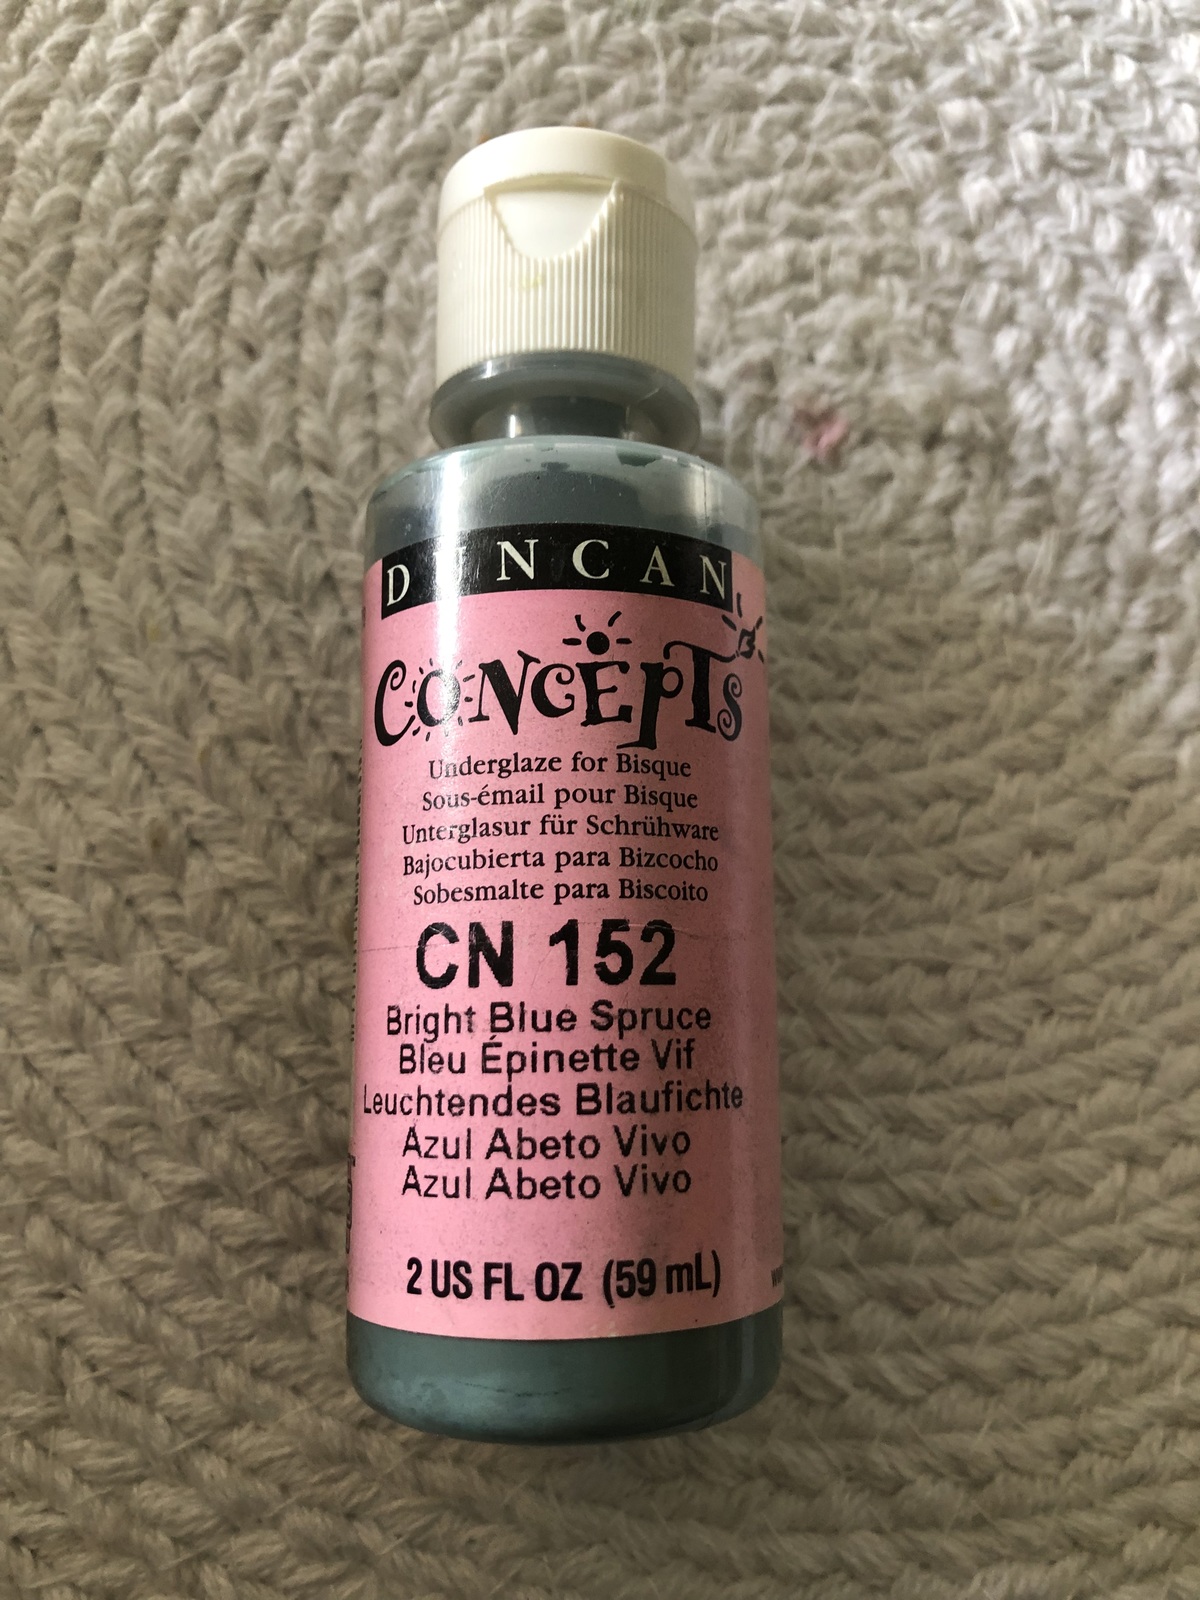 DUNCAN
CONCEPTS
Underglaze for Bisque
Sous-émail pour Bisque
Unterglasur für Schrühware
Bajocubierta para Bizcocho
Sobesmalte para Biscoito
CN 152
Bright Blue Spruce
Bleu Épinette Vif
Leuchtendes Blaufichte
Azul Abeto Vivo
Azul Abeto Vivo
2 US FL OZ (59 mL)